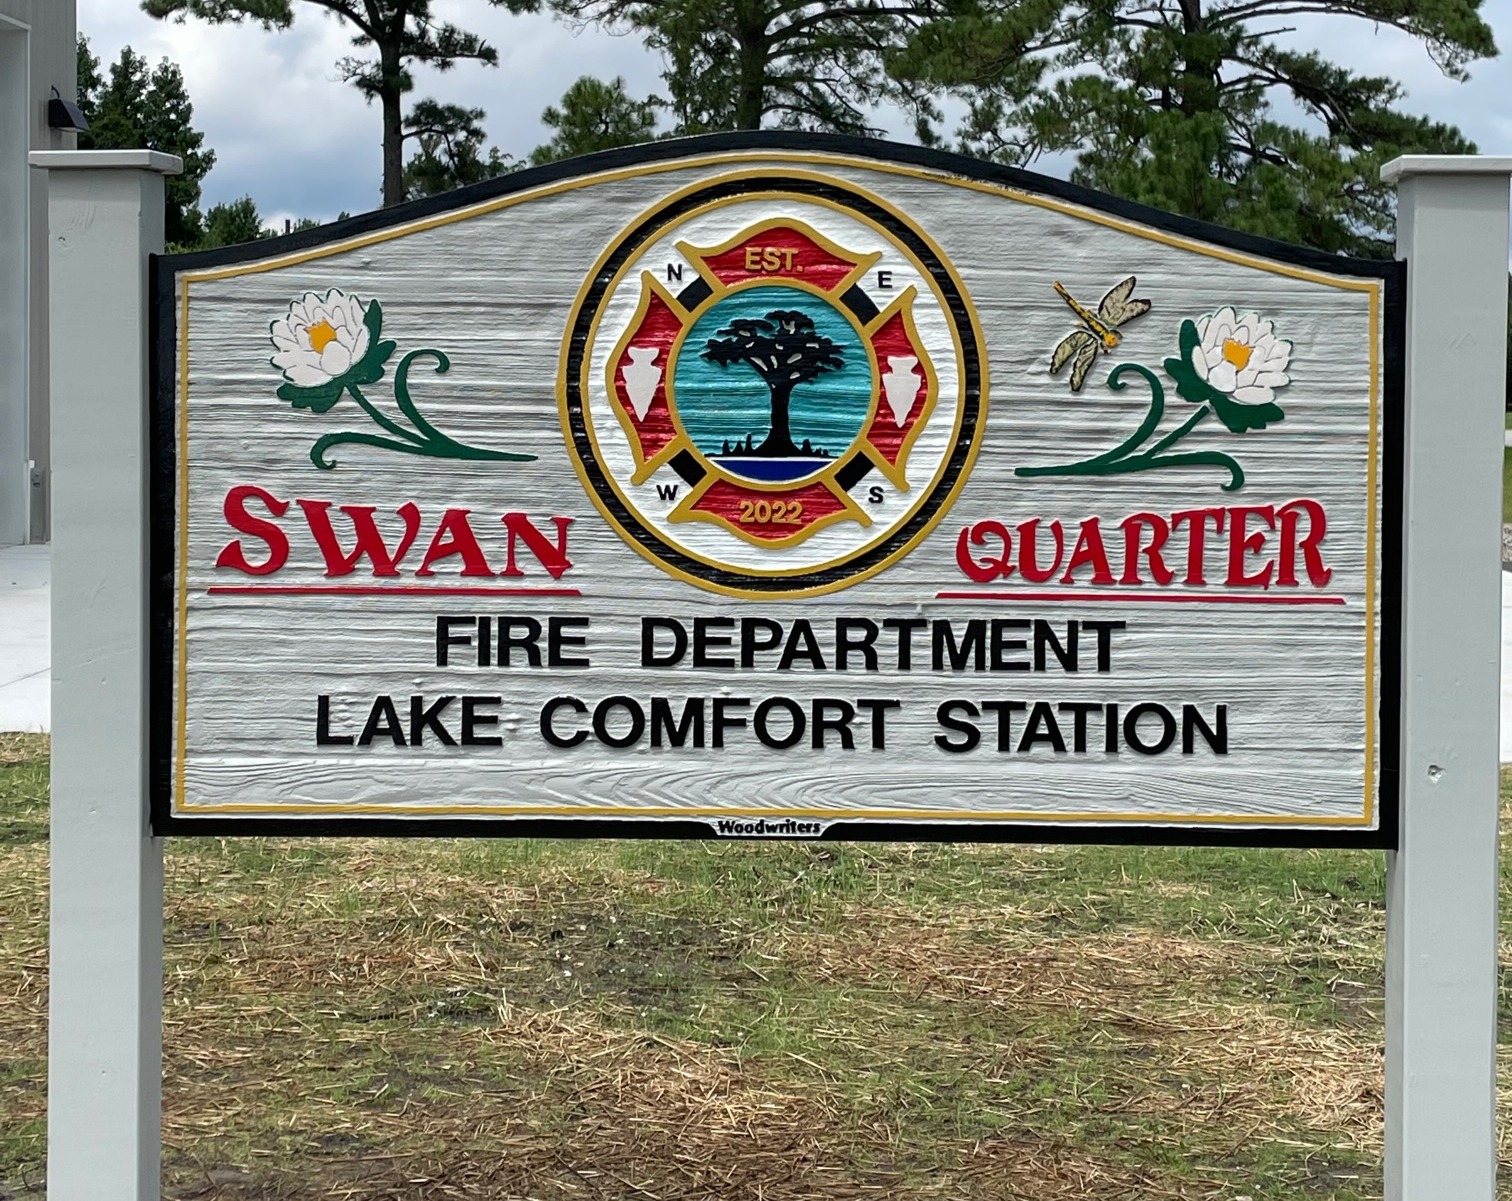 EST.
N
E
W
S
2022
SWAN QUARTER
FIRE DEPARTMENT
LAKE COMFORT STATION
Woodwriters